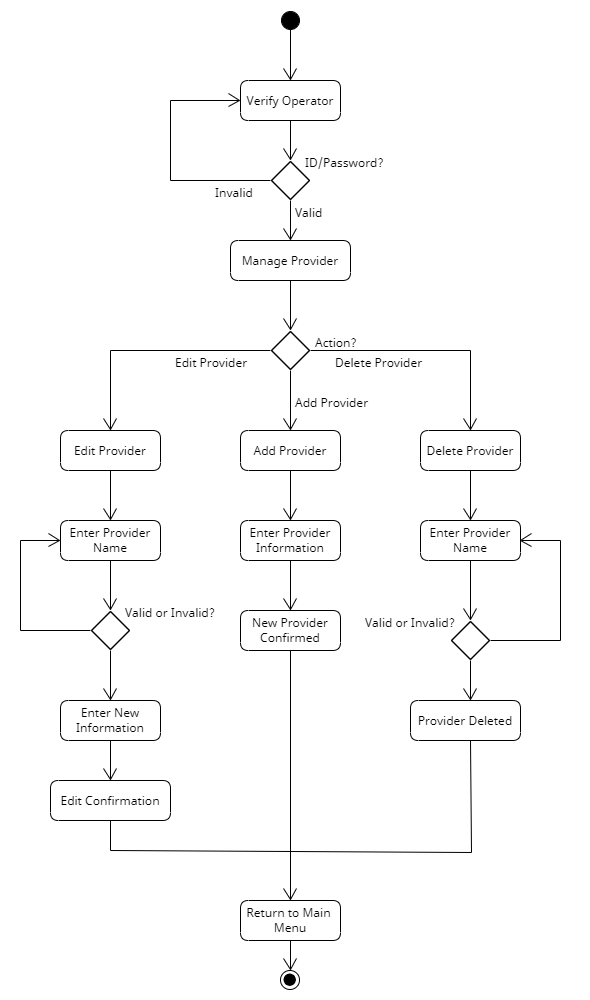 Verify Operator
ID/Password?
Invalid
Valid
Manage Provider
Action?
Edit Provider
Delete Provider
Add Provider
Edit Provider
Add Provider
Delete Provider
Enter Provider
Name
Enter Provider
Information
Enter Provider
Name
Valid or Invalid?
New Provider
Confirmed
Valid or Invalid?
Enter New
Information
Provider Deleted
Edit Confirmation
Return to Main
Menu